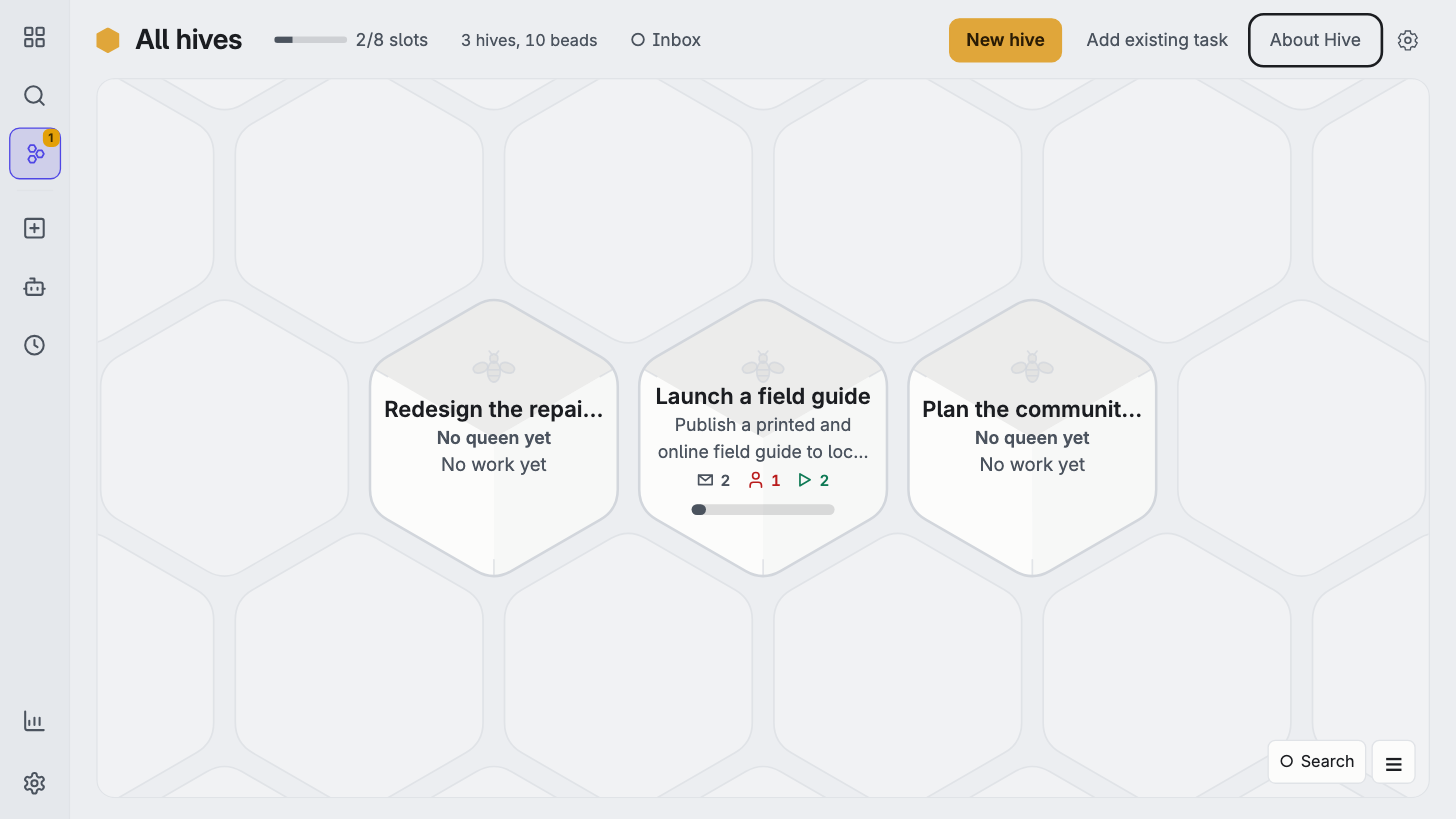 All hives
2/8 slots
3 hives, 10 beads
Inbox
New hive
Add existing task
About Hive
1
Redesign the repai...
No queen yet
No work yet
Launch a field guide
Publish a printed and
online field guide to loc...
2 1 2
Plan the communit...
No queen yet
No work yet
Search